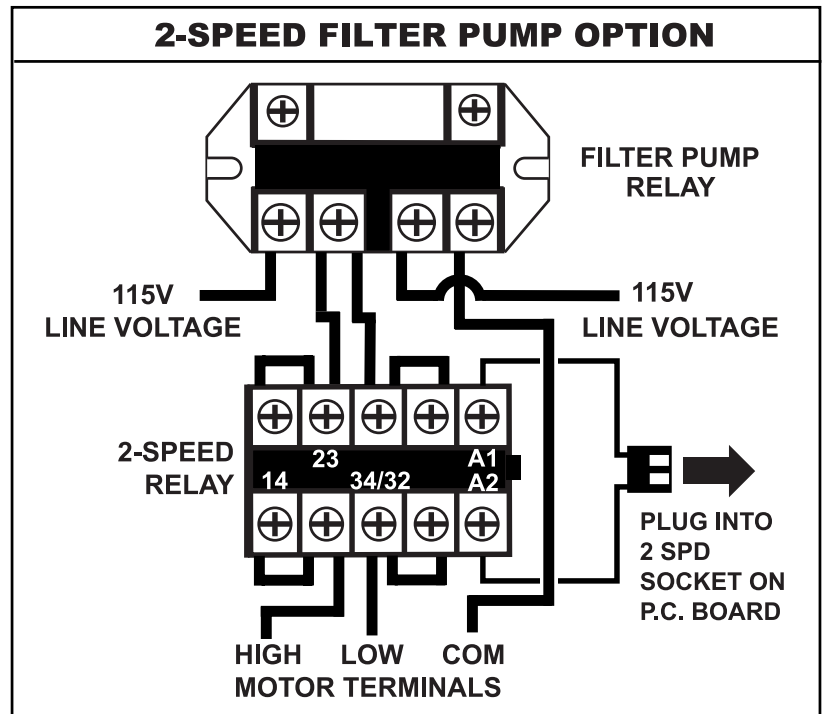 2-SPEED FILTER PUMP OPTION
FILTER PUMP
RELAY
115V
LINE VOLTAGE
115V
LINE VOLTAGE
2-SPEED
RELAY
23
A1
14
34/32
A2
PLUG INTO
2 SPD
SOCKET ON
P.C. BOARD
HIGH LOW COM
MOTOR TERMINALS